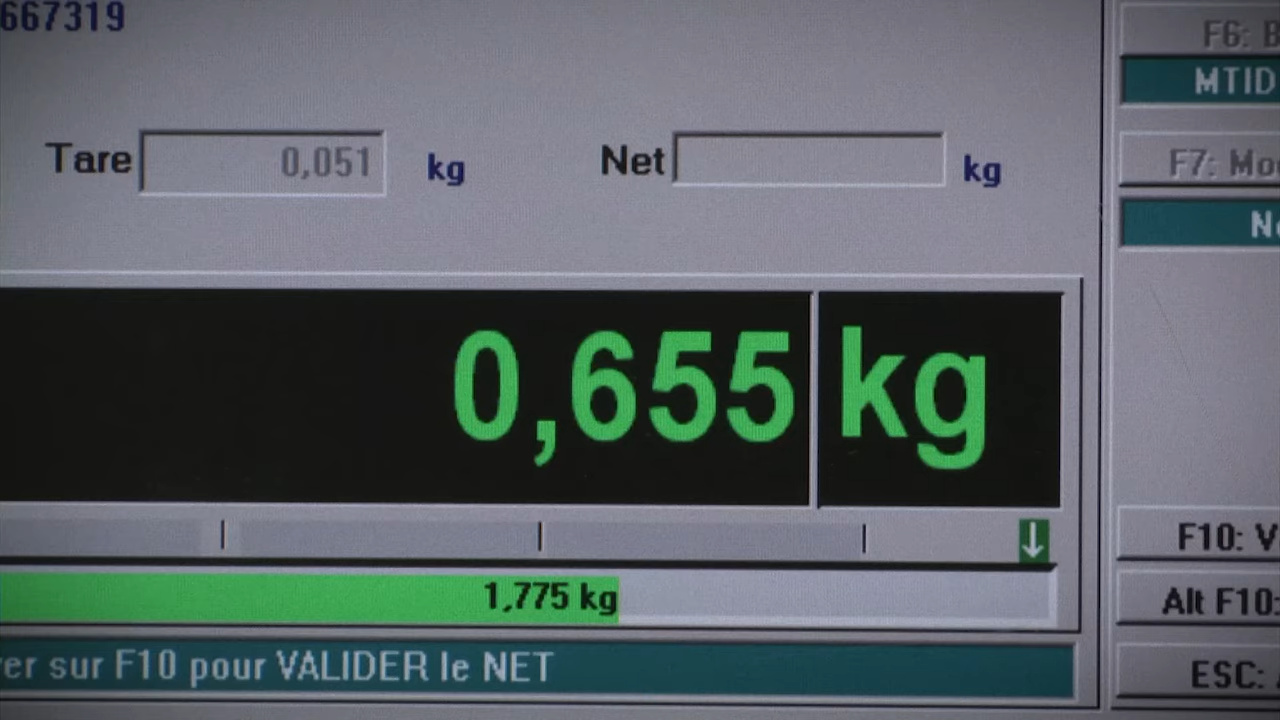 667319
Tare 0,051 kg Net kg
0,655 kg
1,775 kg
er sur F10 pour VALIDER le NET
F6: B
MTID
F7: Mo
N
F10: V
Alt F10
ESC: